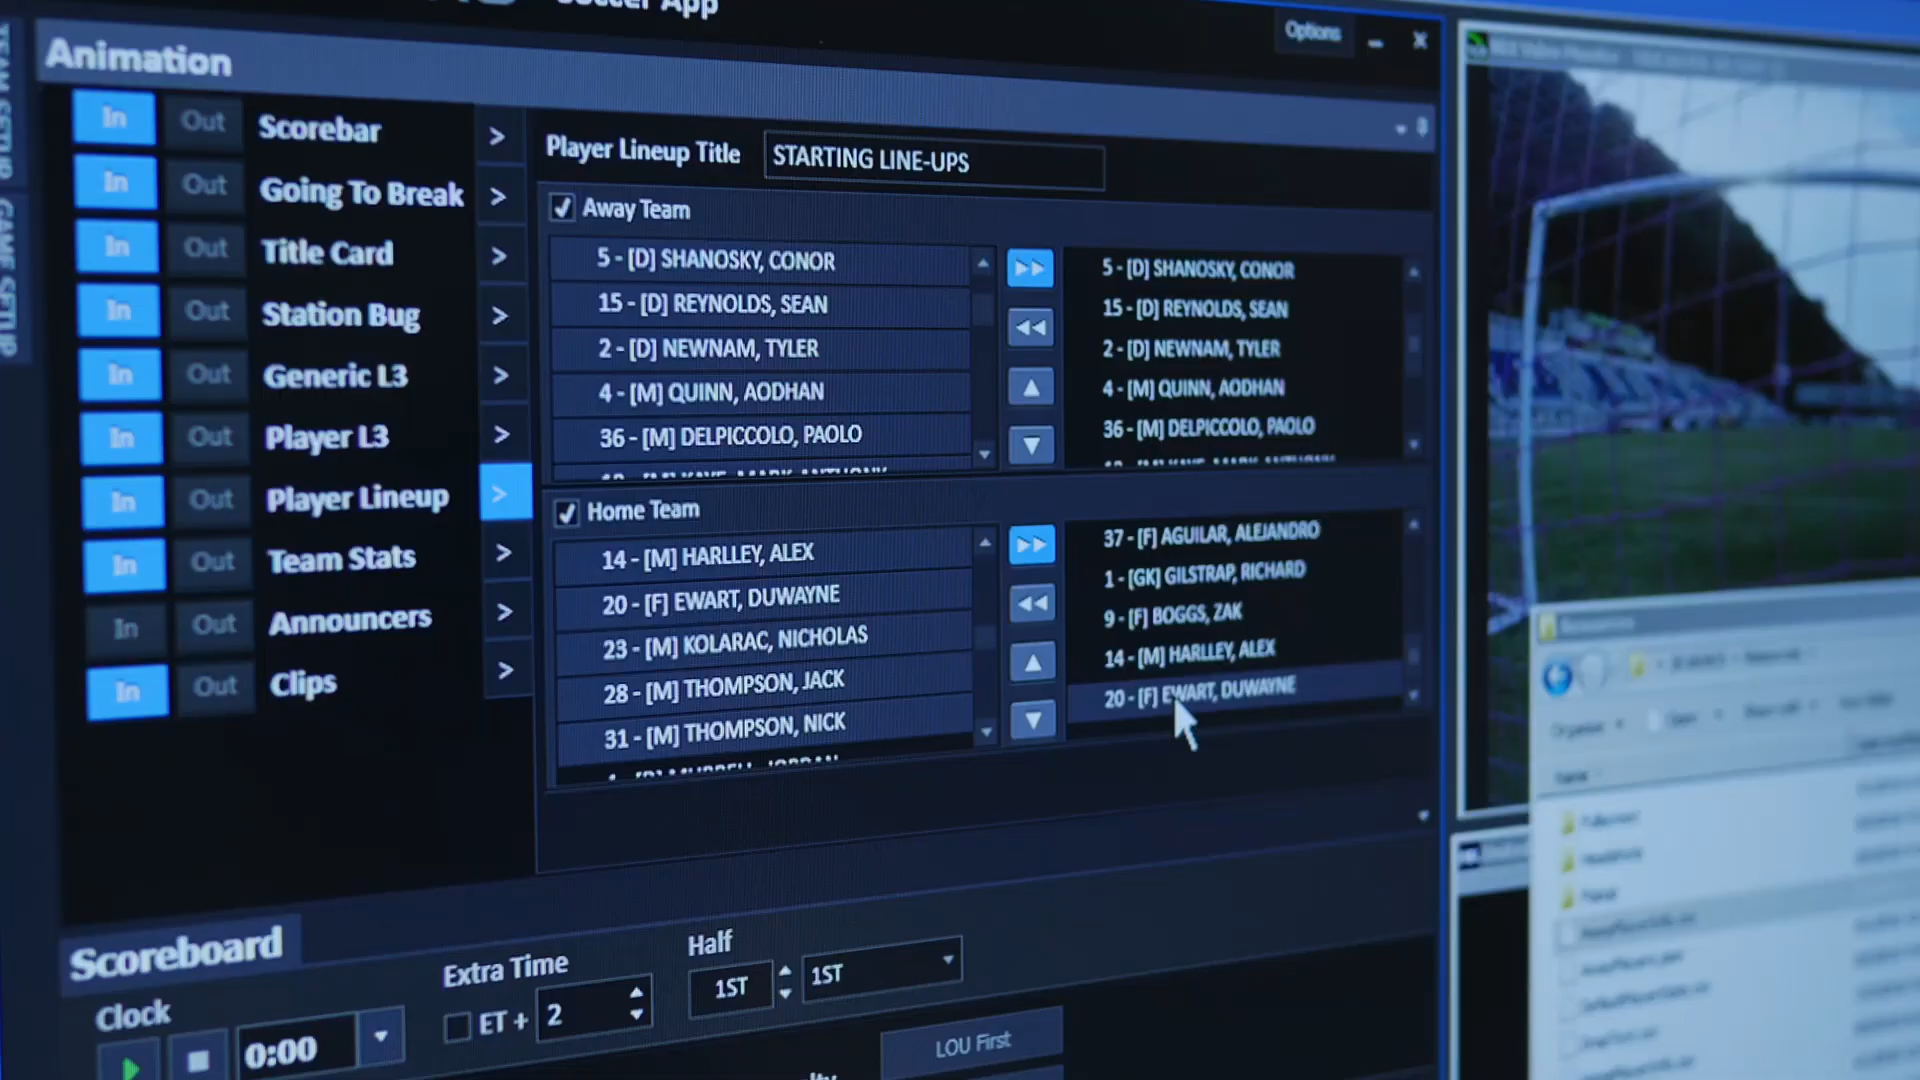 Soccer App
Options
TEAM SETUP
GAME SETUP
Animation
In Out Scorebar >
In Out Going To Break >
In Out Title Card >
In Out Station Bug >
In Out Generic L3 >
In Out Player L3 >
In Out Player Lineup >
In Out Team Stats >
In Out Announcers >
In Out Clips >
Player Lineup Title STARTING LINE-UPS
Away Team
5 - [D] SHANOSKY, CONOR
15 - [D] REYNOLDS, SEAN
2 - [D] NEWNAM, TYLER
4 - [M] QUINN, AODHAN
36 - [M] DELPICCOLO, PAOLO
5 - [D] SHANOSKY, CONOR
15 - [D] REYNOLDS, SEAN
2 - [D] NEWNAM, TYLER
4 - [M] QUINN, AODHAN
36 - [M] DELPICCOLO, PAOLO
Home Team
14 - [M] HARLLEY, ALEX
20 - [F] EWART, DUWAYNE
23 - [M] KOLARAC, NICHOLAS
28 - [M] THOMPSON, JACK
31 - [M] THOMPSON, NICK
37 - [F] AGUILAR, ALEJANDRO
1 - [GK] GILSTRAP, RICHARD
9 - [F] BOGGS, ZAK
14 - [M] HARLLEY, ALEX
20 - [F] EWART, DUWAYNE
Scoreboard
Clock
0:00
Extra Time
ET + 2
Half
1ST 1ST
LOU First